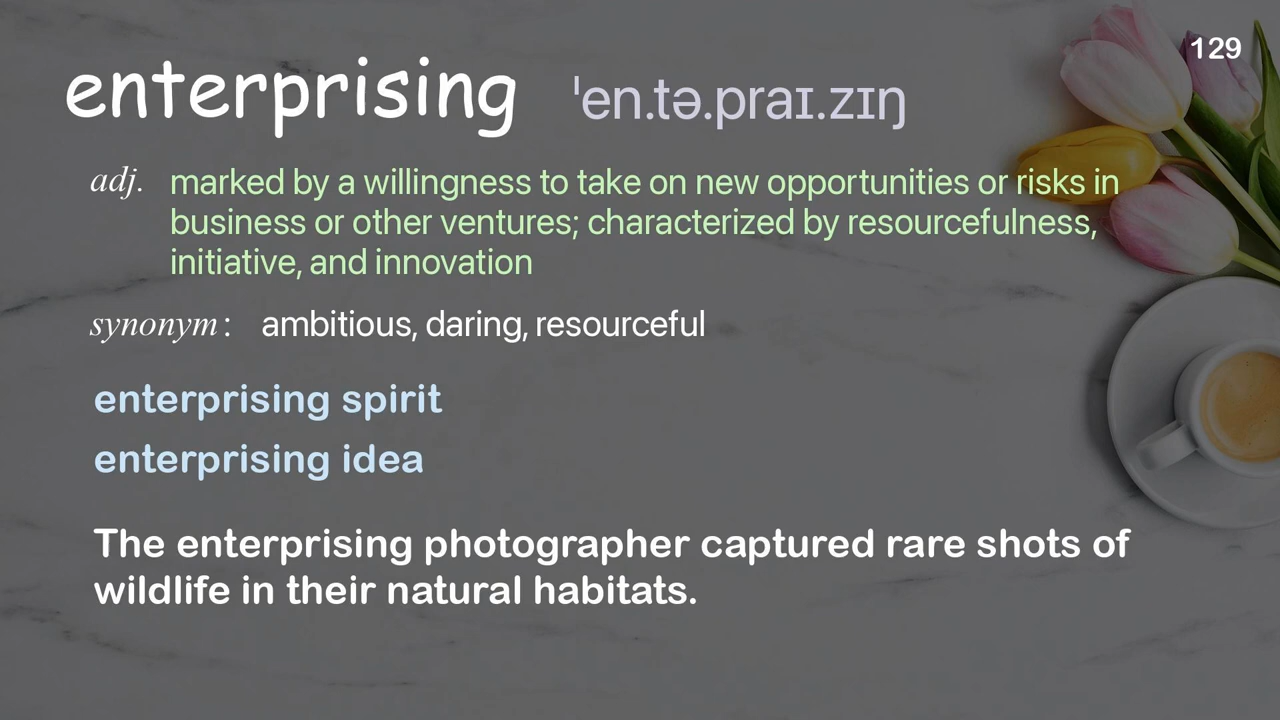 129
enterprising ˈen.tə.praɪ.zɪŋ
adj. marked by a willingness to take on new opportunities or risks in
business or other ventures; characterized by resourcefulness,
initiative, and innovation
synonym: ambitious, daring, resourceful
enterprising spirit
enterprising idea
The enterprising photographer captured rare shots of
wildlife in their natural habitats.